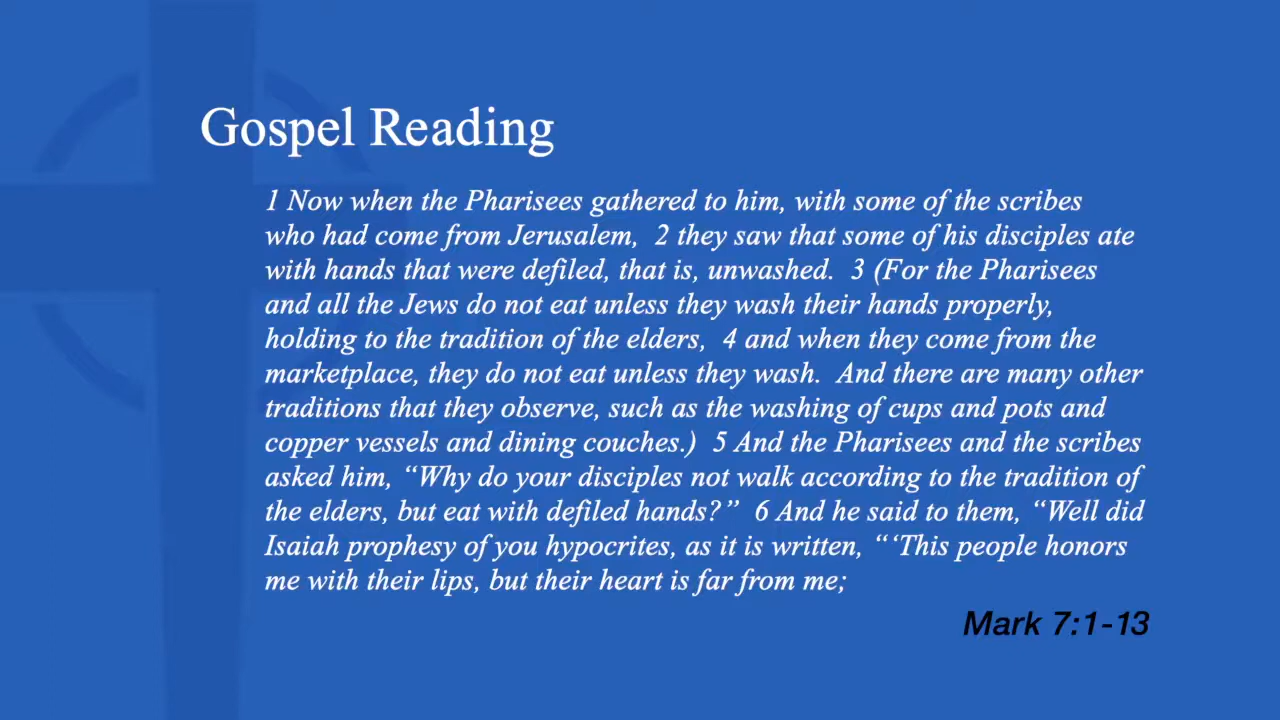 Gospel Reading
1 Now when the Pharisees gathered to him, with some of the scribes
who had come from Jerusalem,  2 they saw that some of his disciples ate
with hands that were defiled, that is, unwashed.  3 (For the Pharisees
and all the Jews do not eat unless they wash their hands properly,
holding to the tradition of the elders,  4 and when they come from the
marketplace, they do not eat unless they wash.  And there are many other
traditions that they observe, such as the washing of cups and pots and
copper vessels and dining couches.)  5 And the Pharisees and the scribes
asked him, “Why do your disciples not walk according to the tradition of
the elders, but eat with defiled hands?”  6 And he said to them, “Well did
Isaiah prophesy of you hypocrites, as it is written, “‘This people honors
me with their lips, but their heart is far from me;
Mark 7:1-13